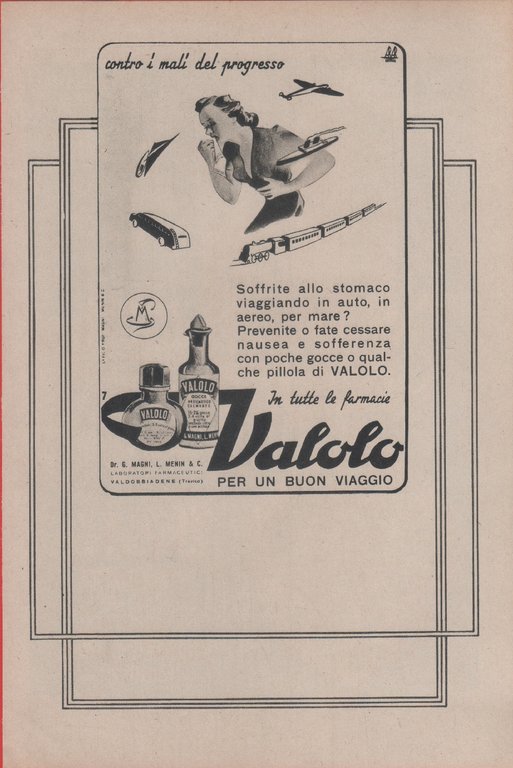 contro i mali del progresso
Soffrite allo stomaco
viaggiando in auto, in
aereo, per mare?
Prevenite o fate cessare
nausea e sofferenza
con poche gocce o qual-
che pillola di VALOLO.
In tutte le farmacie
M
7
VALOLO
VALOLO
GOCCE
Valolo
PER UN BUON VIAGGIO
Dr. G. MAGNI, L. MENIN & C.
LABORATORI FARMACEUTICI
VALDOBBIADENE (Treviso)